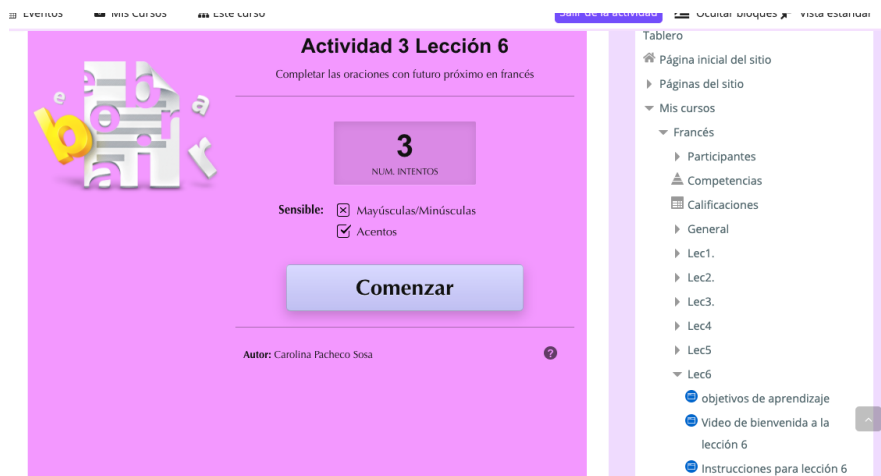 Eventos Mis Cursos Este curso Salir de la actividad Ocultar bloques Vista estándar
Actividad 3 Lección 6
Completar las oraciones con futuro próximo en francés
3
NUM. INTENTOS
Sensible: Mayúsculas/Minúsculas
Acentos
Comenzar
Autor: Carolina Pacheco Sosa
Tablero
Página inicial del sitio
Páginas del sitio
Mis cursos
Francés
Participantes
Competencias
Calificaciones
General
Lec1.
Lec2.
Lec3.
Lec4
Lec5
Lec6
objetivos de aprendizaje
Video de bienvenida a la
lección 6
Instrucciones para lección 6